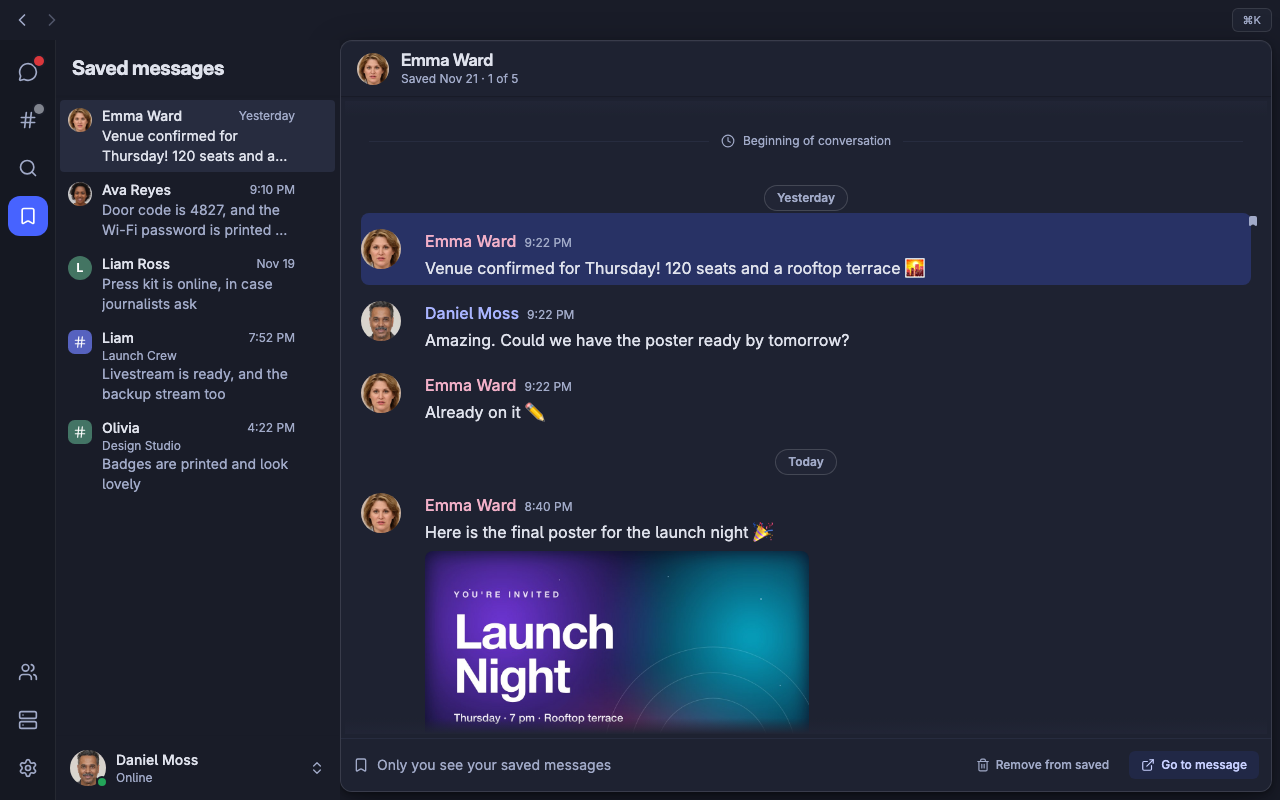 ⌘K
Saved messages
Emma Ward
Yesterday
Venue confirmed for
Thursday! 120 seats and a...
Ava Reyes
9:10 PM
Door code is 4827, and the
Wi-Fi password is printed ...
L
Liam Ross
Nov 19
Press kit is online, in case
journalists ask
#
Liam
7:52 PM
Launch Crew
Livestream is ready, and the
backup stream too
#
Olivia
4:22 PM
Design Studio
Badges are printed and look
lovely
Daniel Moss
Online
Emma Ward
Saved Nov 21 · 1 of 5
Beginning of conversation
Yesterday
Emma Ward 9:22 PM
Venue confirmed for Thursday! 120 seats and a rooftop terrace 🌇
Daniel Moss 9:22 PM
Amazing. Could we have the poster ready by tomorrow?
Emma Ward 9:22 PM
Already on it ✏️
Today
Emma Ward 8:40 PM
Here is the final poster for the launch night 🎉
YOU'RE INVITED
Launch
Night
Thursday · 7 pm · Rooftop terrace
Only you see your saved messages
Remove from saved
Go to message